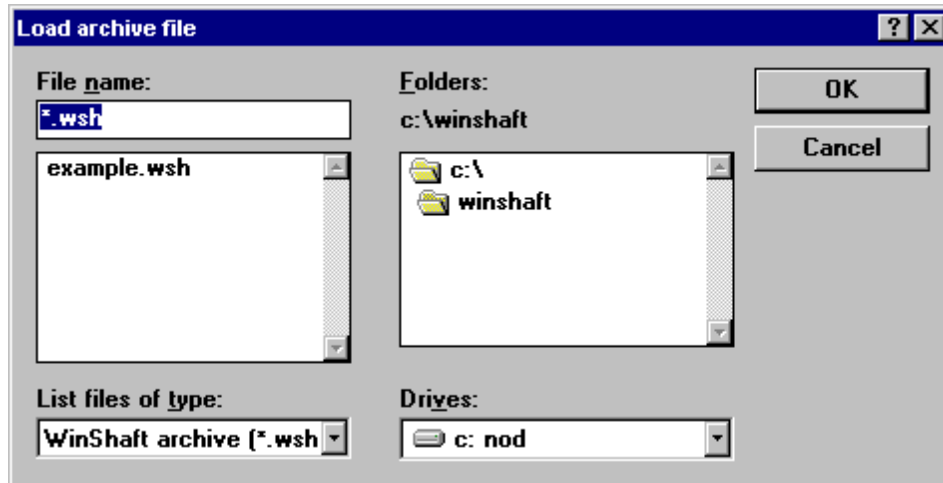 Load archive file
File name:
*.wsh
example.wsh
List files of type:
WinShaft archive (*.wsh
Folders:
c:\winshaft
c:\
winshaft
Drives:
c: nod
OK
Cancel